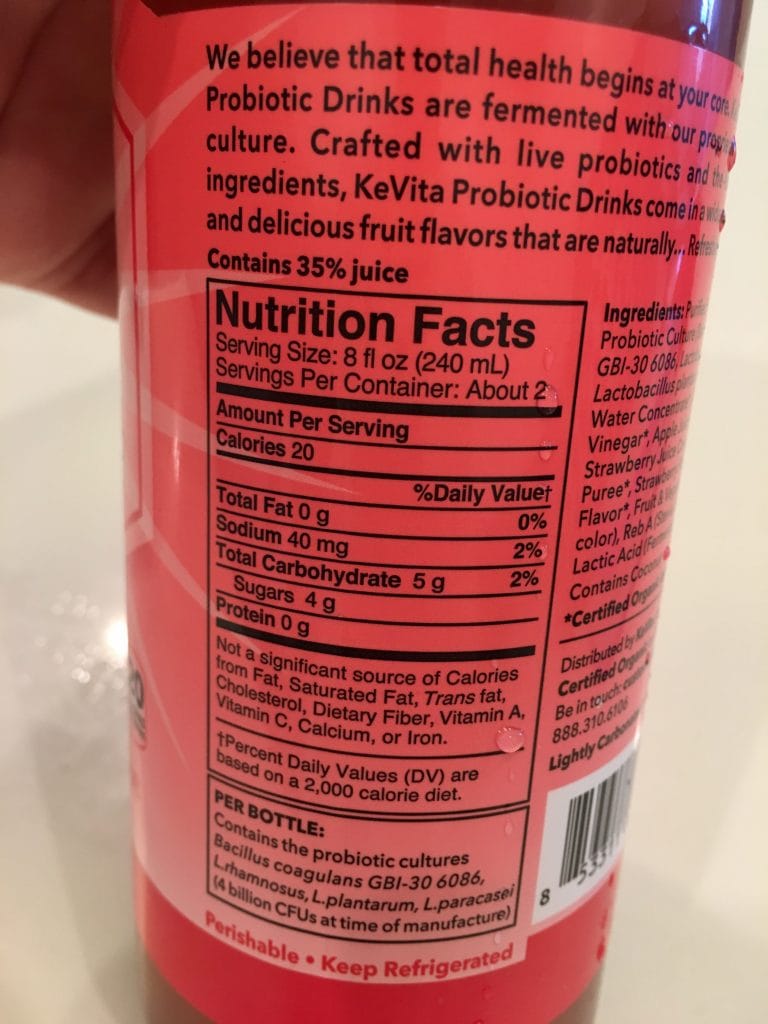 We believe that total health begins at your core.
Probiotic Drinks are fermented with our
culture. Crafted with live probiotics and
ingredients, KeVita Probiotic Drinks come in a
and delicious fruit flavors that are naturally...
Contains 35% juice
Nutrition Facts
Serving Size: 8 fl oz (240 mL)
Servings Per Container: About 2
Amount Per Serving
Calories 20
%Daily Value†
Total Fat 0 g 0%
Sodium 40 mg 2%
Total Carbohydrate 5 g 2%
Sugars 4 g
Protein 0 g
Not a significant source of Calories
from Fat, Saturated Fat, Trans fat,
Cholesterol, Dietary Fiber, Vitamin A,
Vitamin C, Calcium, or Iron.
†Percent Daily Values (DV) are
based on a 2,000 calorie diet.
PER BOTTLE:
Contains the probiotic cultures
Bacillus coagulans GBI-30 6086,
L.rhamnosus, L.plantarum, L.paracasei
(4 billion CFUs at time of manufacture)
Perishable • Keep Refrigerated
Ingredients:
Probiotic
GBI-30 6086,
Lactobacillus
Water
Vinegar*, Apple
Strawberry Juice
Puree*,
Flavor*, Fruit &
color), Reb A
Lactic Acid
Contains
*Certified
Distributed by
Certified
Be in touch:
888.310.6106
Lightly
8